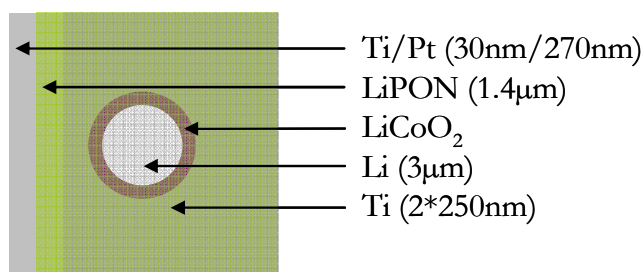 Ti/Pt (30nm/270nm)
LiPON (1.4μm)
LiCoO₂
Li (3μm)
Ti (2*250nm)